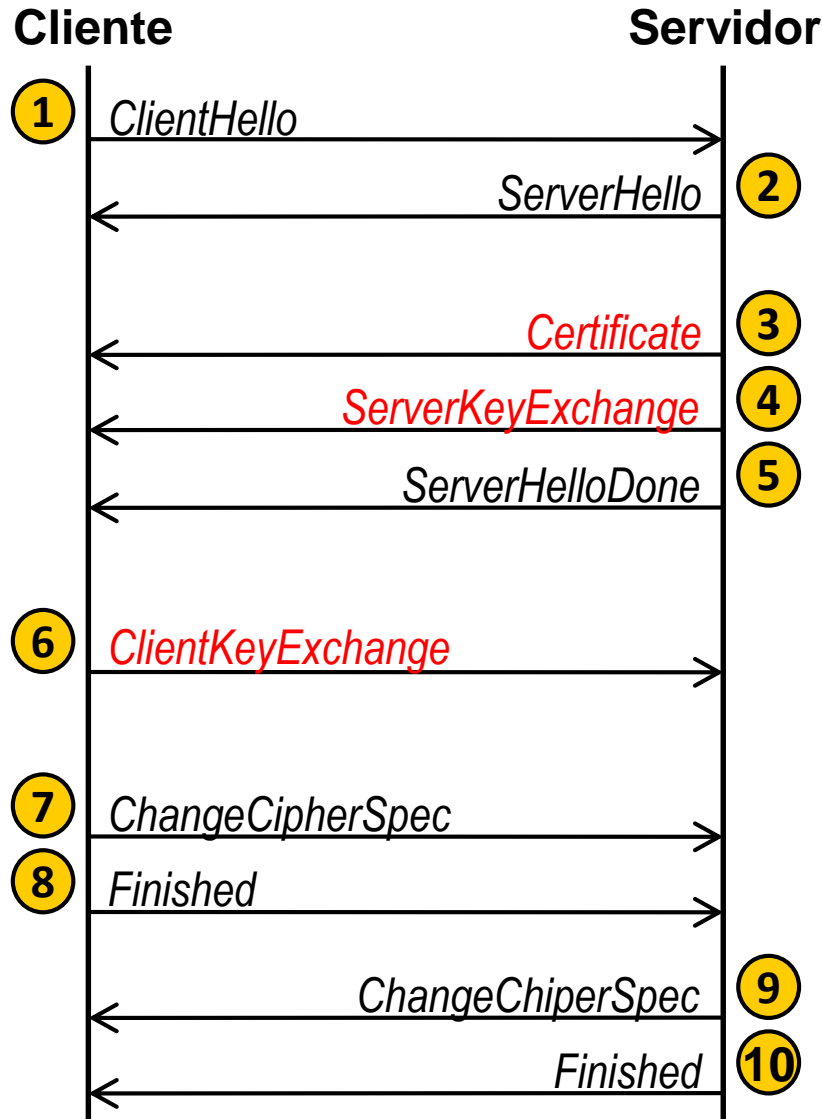 Cliente Servidor
1 ClientHello
ServerHello 2
Certificate 3
ServerKeyExchange 4
ServerHelloDone 5
6 ClientKeyExchange
7 ChangeCipherSpec
8 Finished
ChangeChiperSpec 9
Finished 10